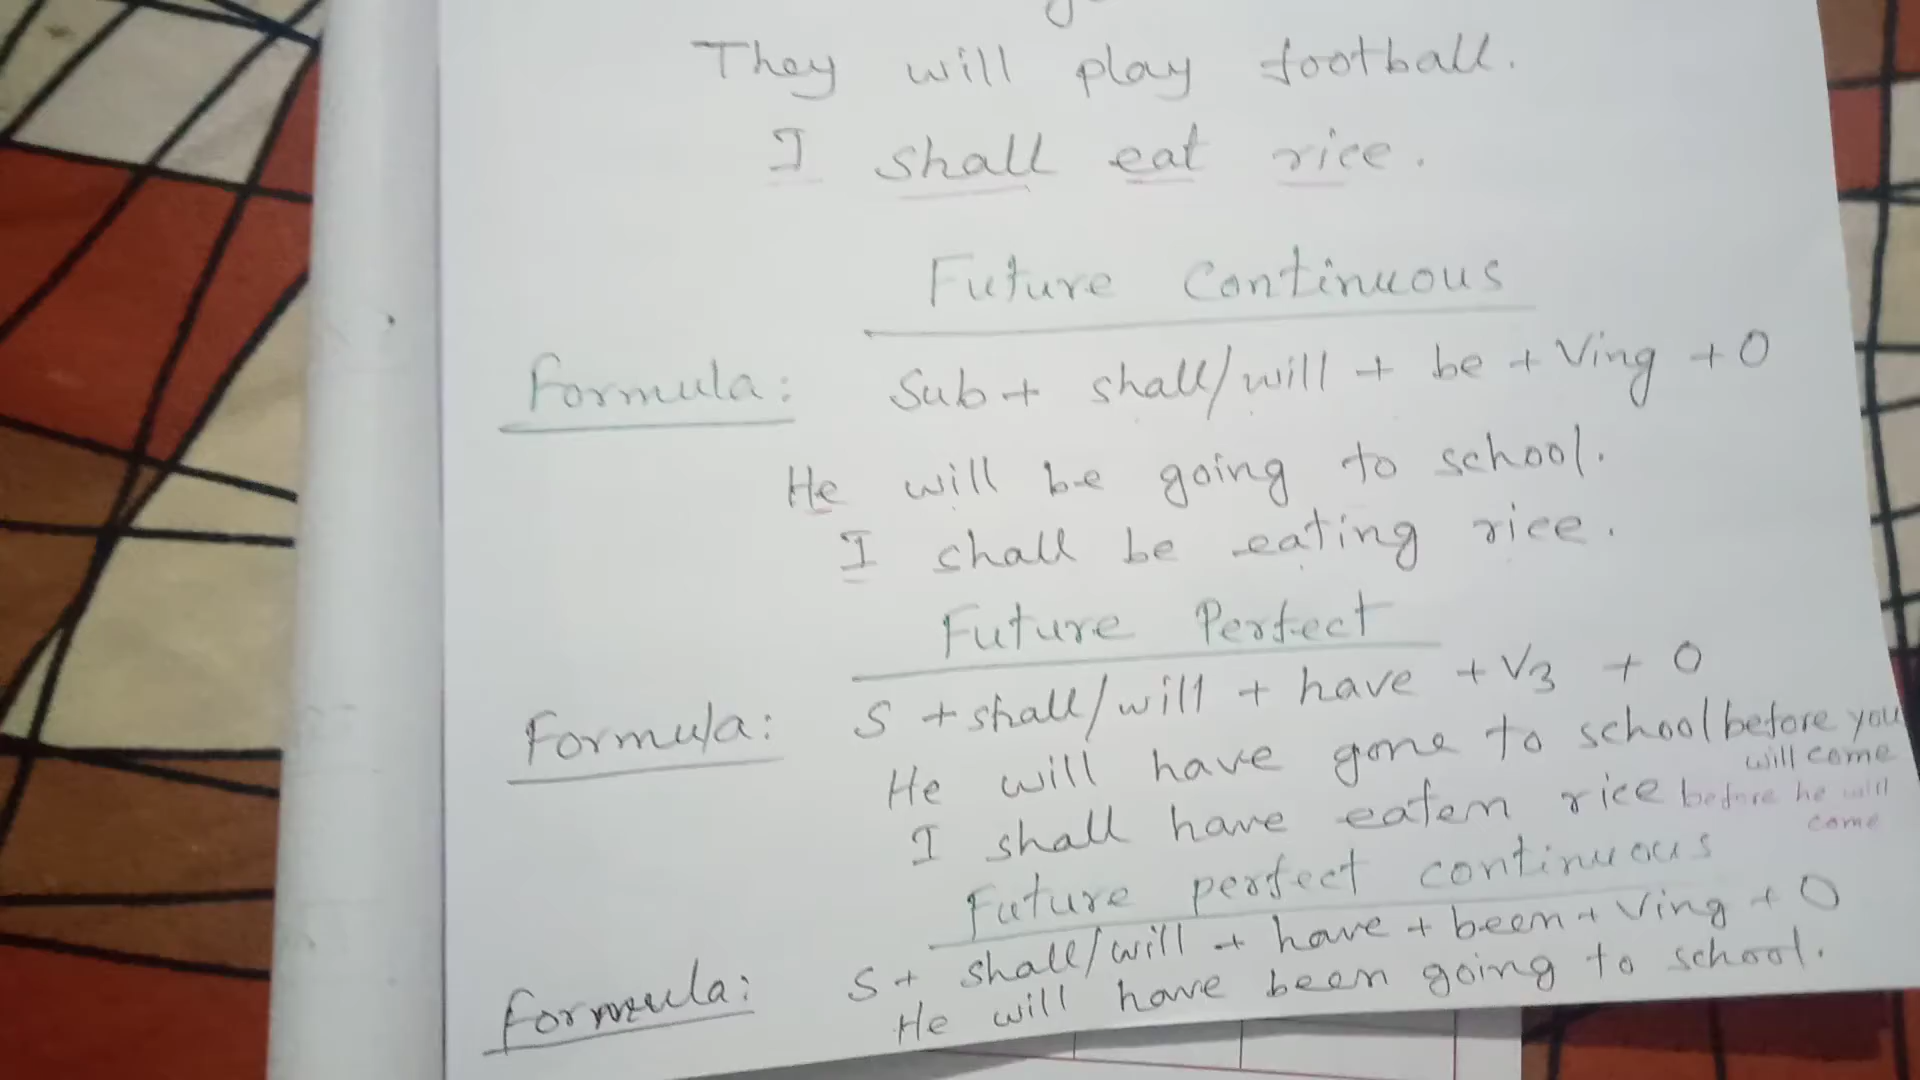 They will play football.
I shall eat rice.
Future Continuous
Formula: Sub + shall/will + be + Ving + O
He will be going to school.
I shall be eating rice.
Future Perfect
Formula: S + shall/will + have + V3 + O
He will have gone to school before you
will come
I shall have eaten rice before he will
come
Future perfect continuous
Formula: S + shall/will + have + been + Ving + O
He will have been going to school.